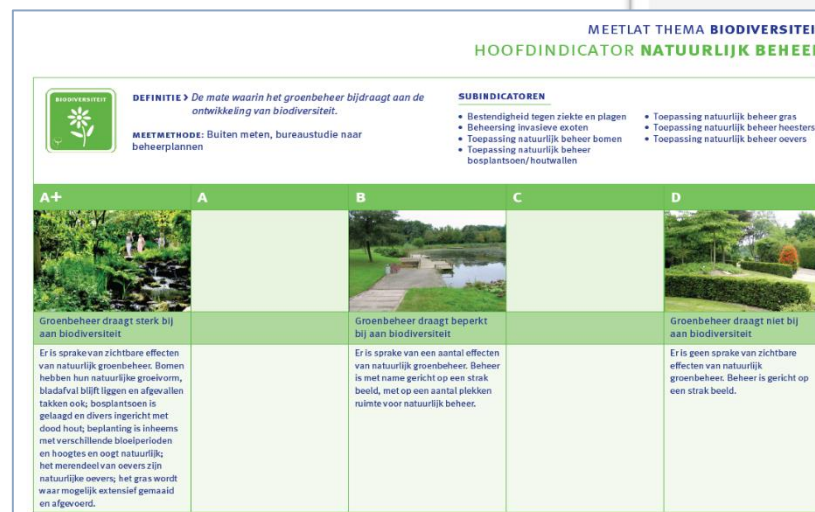 MEETLAT THEMA BIODIVERSITEI
HOOFDINDICATOR NATUURLIJK BEHEE
BIODIVERSITEIT
DEFINITIE > De mate waarin het groenbeheer bijdraagt aan de
ontwikkeling van biodiversiteit.
MEETMETHODE: Buiten meten, bureaustudie naar
beheerplannen
SUBINDICATOREN
• Bestendigheid tegen ziekte en plagen
• Beheersing invasieve exoten
• Toepassing natuurlijk beheer bomen
• Toepassing natuurlijk beheer
bosplantsoen/houtwallen
• Toepassing natuurlijk beheer gras
• Toepassing natuurlijk beheer heesters
• Toepassing natuurlijk beheer oevers
A+ A B C D
Groenbeheer draagt sterk bij
aan biodiversiteit
Er is sprake van zichtbare effecten
van natuurlijk groenbeheer. Bomen
hebben hun natuurlijke groeivorm,
bladafval blijft liggen en afgevallen
takken ook; bosplantsoen is
gelaagd en divers ingericht met
dood hout; beplanting is inheems
met verschillende bloeiperioden
en hoogtes en oogt natuurlijk;
het merendeel van oevers zijn
natuurlijke oevers; het gras wordt
waar mogelijk extensief gemaaid
en afgevoerd.
Groenbeheer draagt beperkt
bij aan biodiversiteit
Er is sprake van een aantal effecten
van natuurlijk groenbeheer. Beheer
is met name gericht op een strak
beeld, met op een aantal plekken
ruimte voor natuurlijk beheer.
Groenbeheer draagt niet bij
aan biodiversiteit
Er is geen sprake van zichtbare
effecten van natuurlijk
groenbeheer. Beheer is gericht op
een strak beeld.